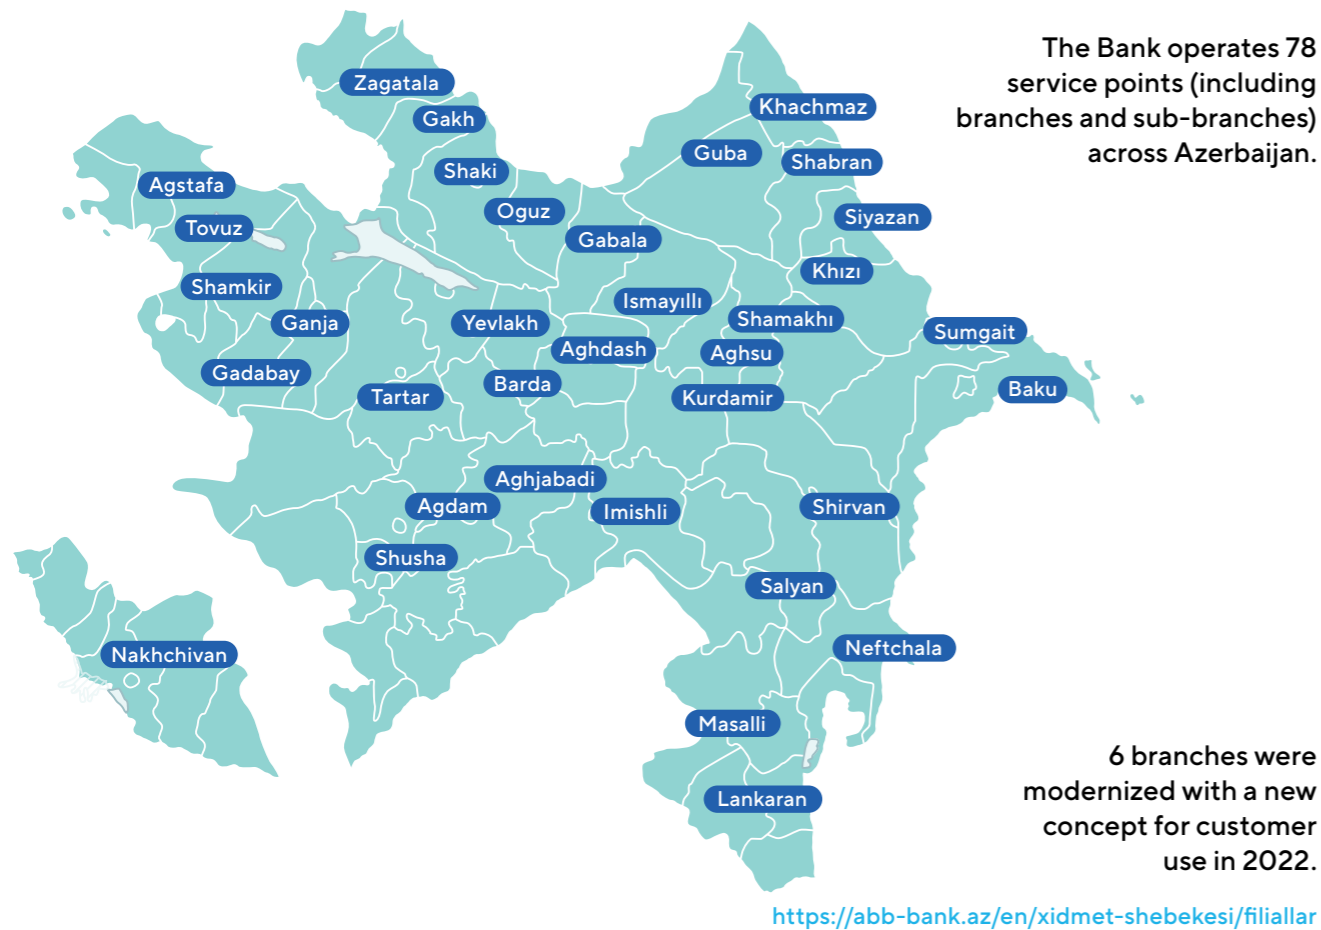 The Bank operates 78
service points (including
branches and sub-branches)
across Azerbaijan.
Zagatala
Khachmaz
Gakh
Guba
Shabran
Shaki
Agstafa
Oguz
Siyazan
Tovuz
Gabala
Khızı
Shamkir
Ismayıllı
Shamakhı
Ganja
Yevlakh
Sumgait
Aghdash
Aghsu
Gadabay
Barda
Baku
Tartar
Kurdamir
Aghjabadi
Agdam
Imishli
Shirvan
Shusha
Salyan
Neftchala
Nakhchivan
Masalli
Lankaran
6 branches were
modernized with a new
concept for customer
use in 2022.
https://abb-bank.az/en/xidmet-shebekesi/filiallar